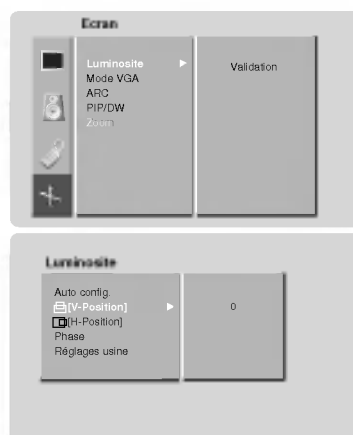 Ecran
Luminosite
Validation
Mode VGA
ARC
PIP/DW
Zoom
Luminosite
Auto config.
[V-Position]
0
[H-Position]
Phase
Réglages usine